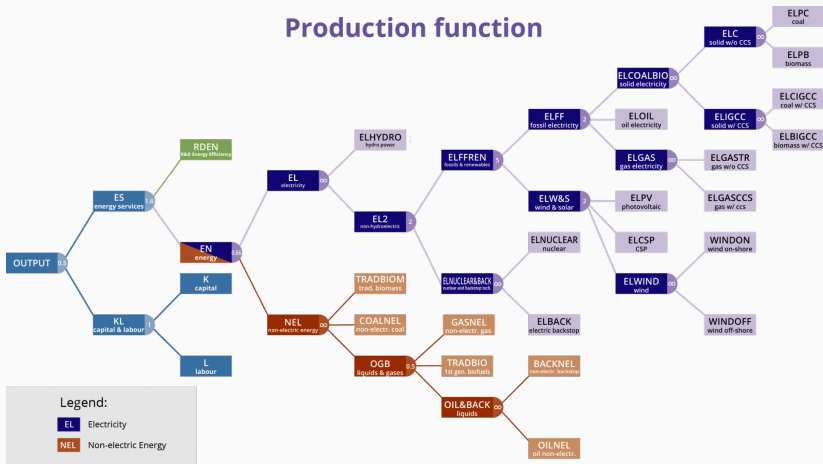 Production function
ELPC
coal
ELC
solid w/o CCS
∞
ELPB
biomass
ELCOALBIO
solid electricity
∞
ELCIGCC
coal w/ CCS
ELIGCC
solid w/ CCS
∞
ELBIGCC
biomass w/ CCS
ELFF
fossil electricity
2
ELOIL
oil electricity
ELGAS
gas electricity
∞
ELGASTR
gas w/o CCS
ELGASCCS
gas w/ ccs
RDEN
R&D Energy Efficiency
ELHYDRO
hydro power
ELFFREN
fossils & renewables
5
EL
electricity
∞
ES
energy services
1.6
ELW&S
wind & solar
2
ELPV
photovoltaic
EL2
non-hydroelectric
2
ELCSP
CSP
WINDON
wind on-shore
ELNUCLEAR
nuclear
EN
energy
OUTPUT
0.5
K
capital
TRADBIOM
trad. biomass
ELNUCLEAR&BACK
nuclear and backstop tech.
∞
ELWIND
wind
∞
KL
capital & labour
1
NEL
non-electric energy
∞
COALNEL
non-electr. coal
GASNEL
non-electr. gas
ELBACK
electric backstop
WINDOFF
wind off-shore
L
labour
OGB
liquids & gases
0.5
TRADBIO
1st gen. biofuels
BACKNEL
non-electr. backstop
OIL&BACK
liquids
∞
OILNEL
oil non-electr.
Legend:
EL Electricity
NEL Non-electric Energy